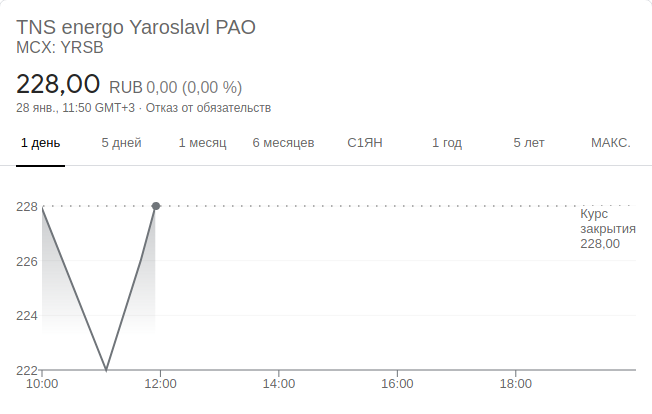 TNS energo Yaroslavl PAO
MCX: YRSB
228,00 RUB 0,00 (0,00 %)
28 янв., 11:50 GMT+3 · Отказ от обязательств
1 день 5 дней 1 месяц 6 месяцев С1ЯН 1 год 5 лет МАКС.
228
Курс
закрытия
228,00
226
224
222
10:00 12:00 14:00 16:00 18:00